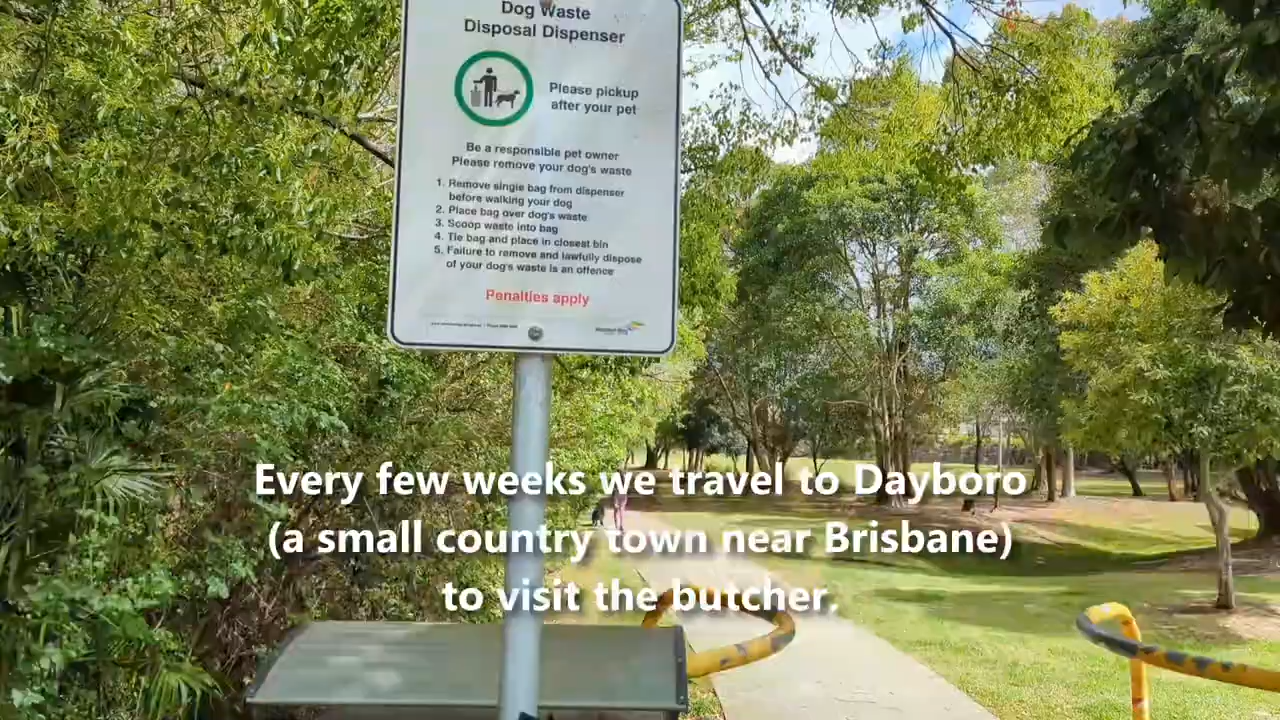 Dog Waste
Disposal Dispenser
Please pickup
after your pet
Be a responsible pet owner
Please remove your dog's waste
1. Remove single bag from dispenser
before walking your dog
2. Place bag over dog's waste
3. Scoop waste into bag
4. Tie bag and place in closest bin
5. Failure to remove and lawfully dispose
of your dog's waste is an offence
Penalties apply
Every few weeks we travel to Dayboro
(a small country town near Brisbane)
to visit the butcher.